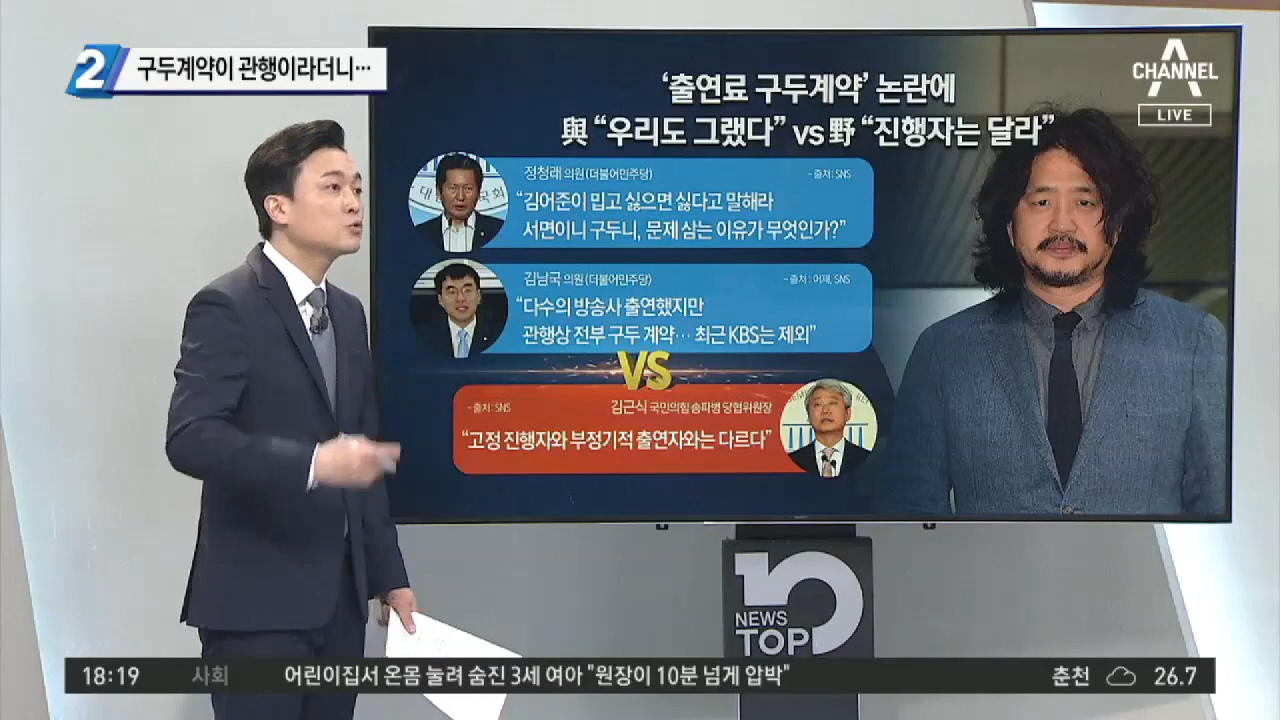 2 구두계약이 관행이라더니…
CHANNEL A
LIVE
‘출연료 구두계약’ 논란에
與 “우리도 그랬다” vs 野 “진행자는 달라”
정청래 의원(더불어민주당) - 출처: SNS
“김어준이 밉고 싫으면 싫다고 말해라
서면이니 구두니, 문제 삼는 이유가 무엇인가?”
김남국 의원(더불어민주당) - 출처 : 어제, SNS
“다수의 방송사 출연했지만
관행상 전부 구두 계약… 최근 KBS는 제외”
VS
- 출처: SNS 김근식 국민의힘 송파병 당협위원장
“고정 진행자와 부정기적 출연자와는 다르다”
NEWS
TOP
10
18:19 사회 어린이집서 온몸 눌려 숨진 3세 여아 "원장이 10분 넘게 압박" 춘천 26.7